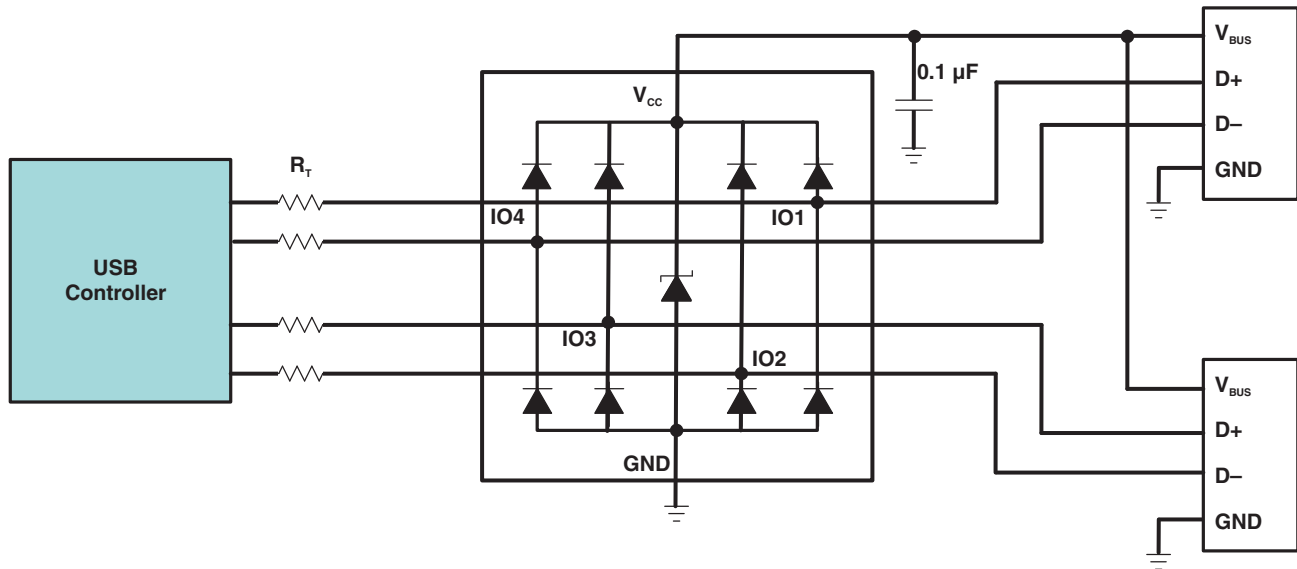 V_BUS
0.1 µF
D+
V_CC
D–
R_T
GND
IO4
IO1
USB
Controller
IO3
IO2
V_BUS
D+
GND
D–
GND